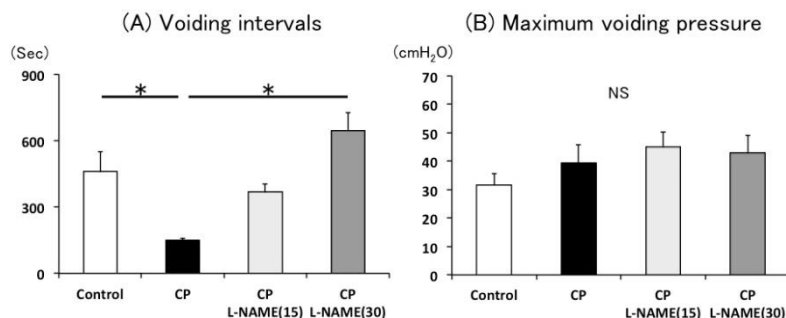 (A) Voiding intervals
(Sec)
900
600
300
0
*
*
Control CP CP CP
L-NAME(15) L-NAME(30)
(B) Maximum voiding pressure
(cmH₂O)
70
60
50
40
30
20
10
0
NS
Control CP CP CP
L-NAME(15) L-NAME(30)